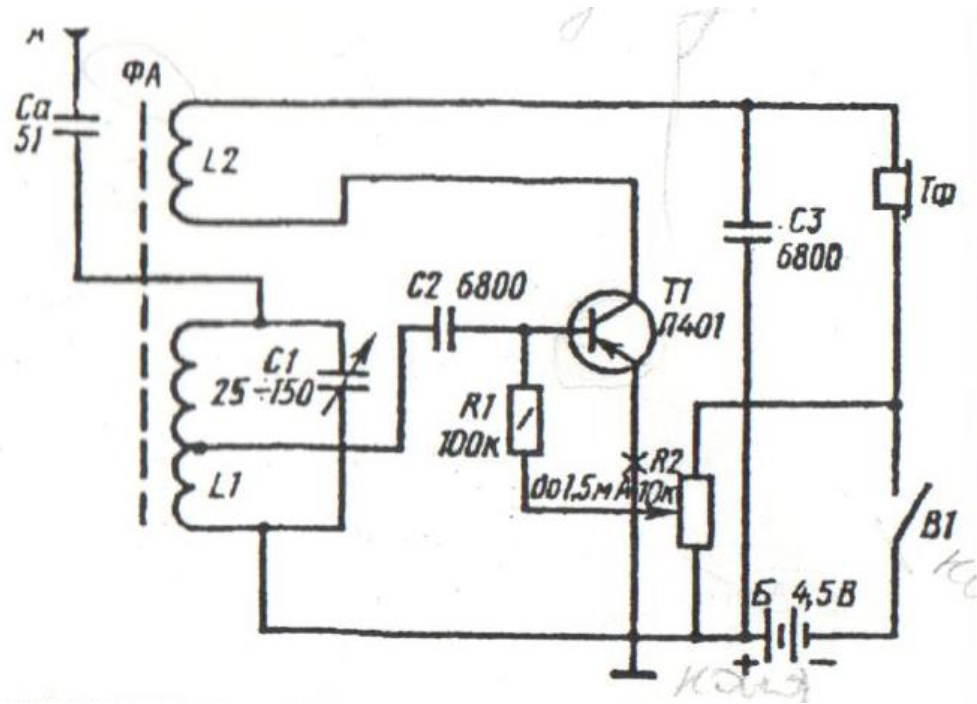 ФА
Са
51
L2
Тф
С3
6800
С2 6800
Т1
П401
С1
25÷150
R1
100к
R2
до1,5мА 10к
L1
В1
Б 4,5В
+ −